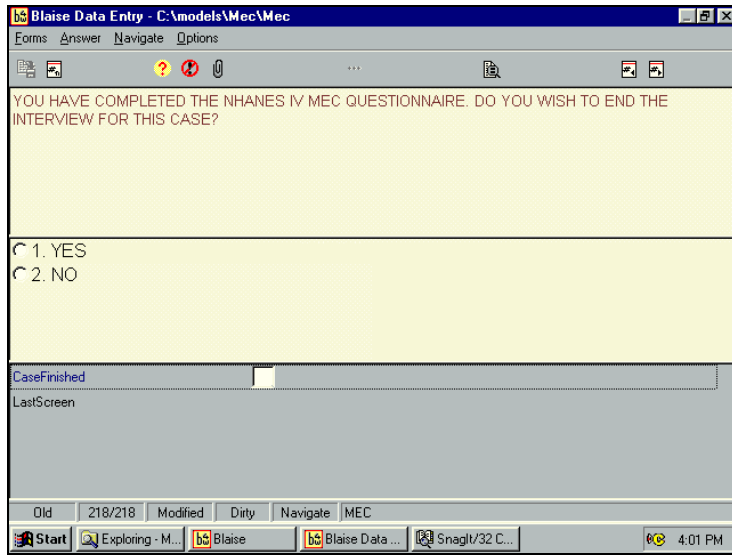 Blaise Data Entry - C:\models\Mec\Mec
Forms Answer Navigate Options
YOU HAVE COMPLETED THE NHANES IV MEC QUESTIONNAIRE. DO YOU WISH TO END THE
INTERVIEW FOR THIS CASE?
1. YES
2. NO
CaseFinished
LastScreen
Old 218/218 Modified Dirty Navigate MEC
Start Exploring - M... Blaise Blaise Data ... SnagIt/32 C... 4:01 PM